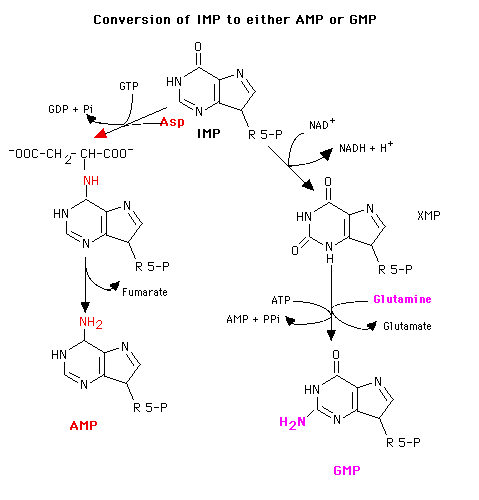 Conversion of IMP to either AMP or GMP
O
HN
N
N
N
R 5-P
IMP
GTP
GDP + Pi
Asp
NAD+
NADH + H+
⁻OOC-CH2-CH-COO⁻
NH
HN
N
N
N
R 5-P
O
HN
O
N
H
N
N
R 5-P
XMP
Fumarate
ATP
Glutamine
AMP + PPi
Glutamate
NH2
HN
N
N
N
R 5-P
AMP
O
HN
H2N
N
N
N
R 5-P
GMP